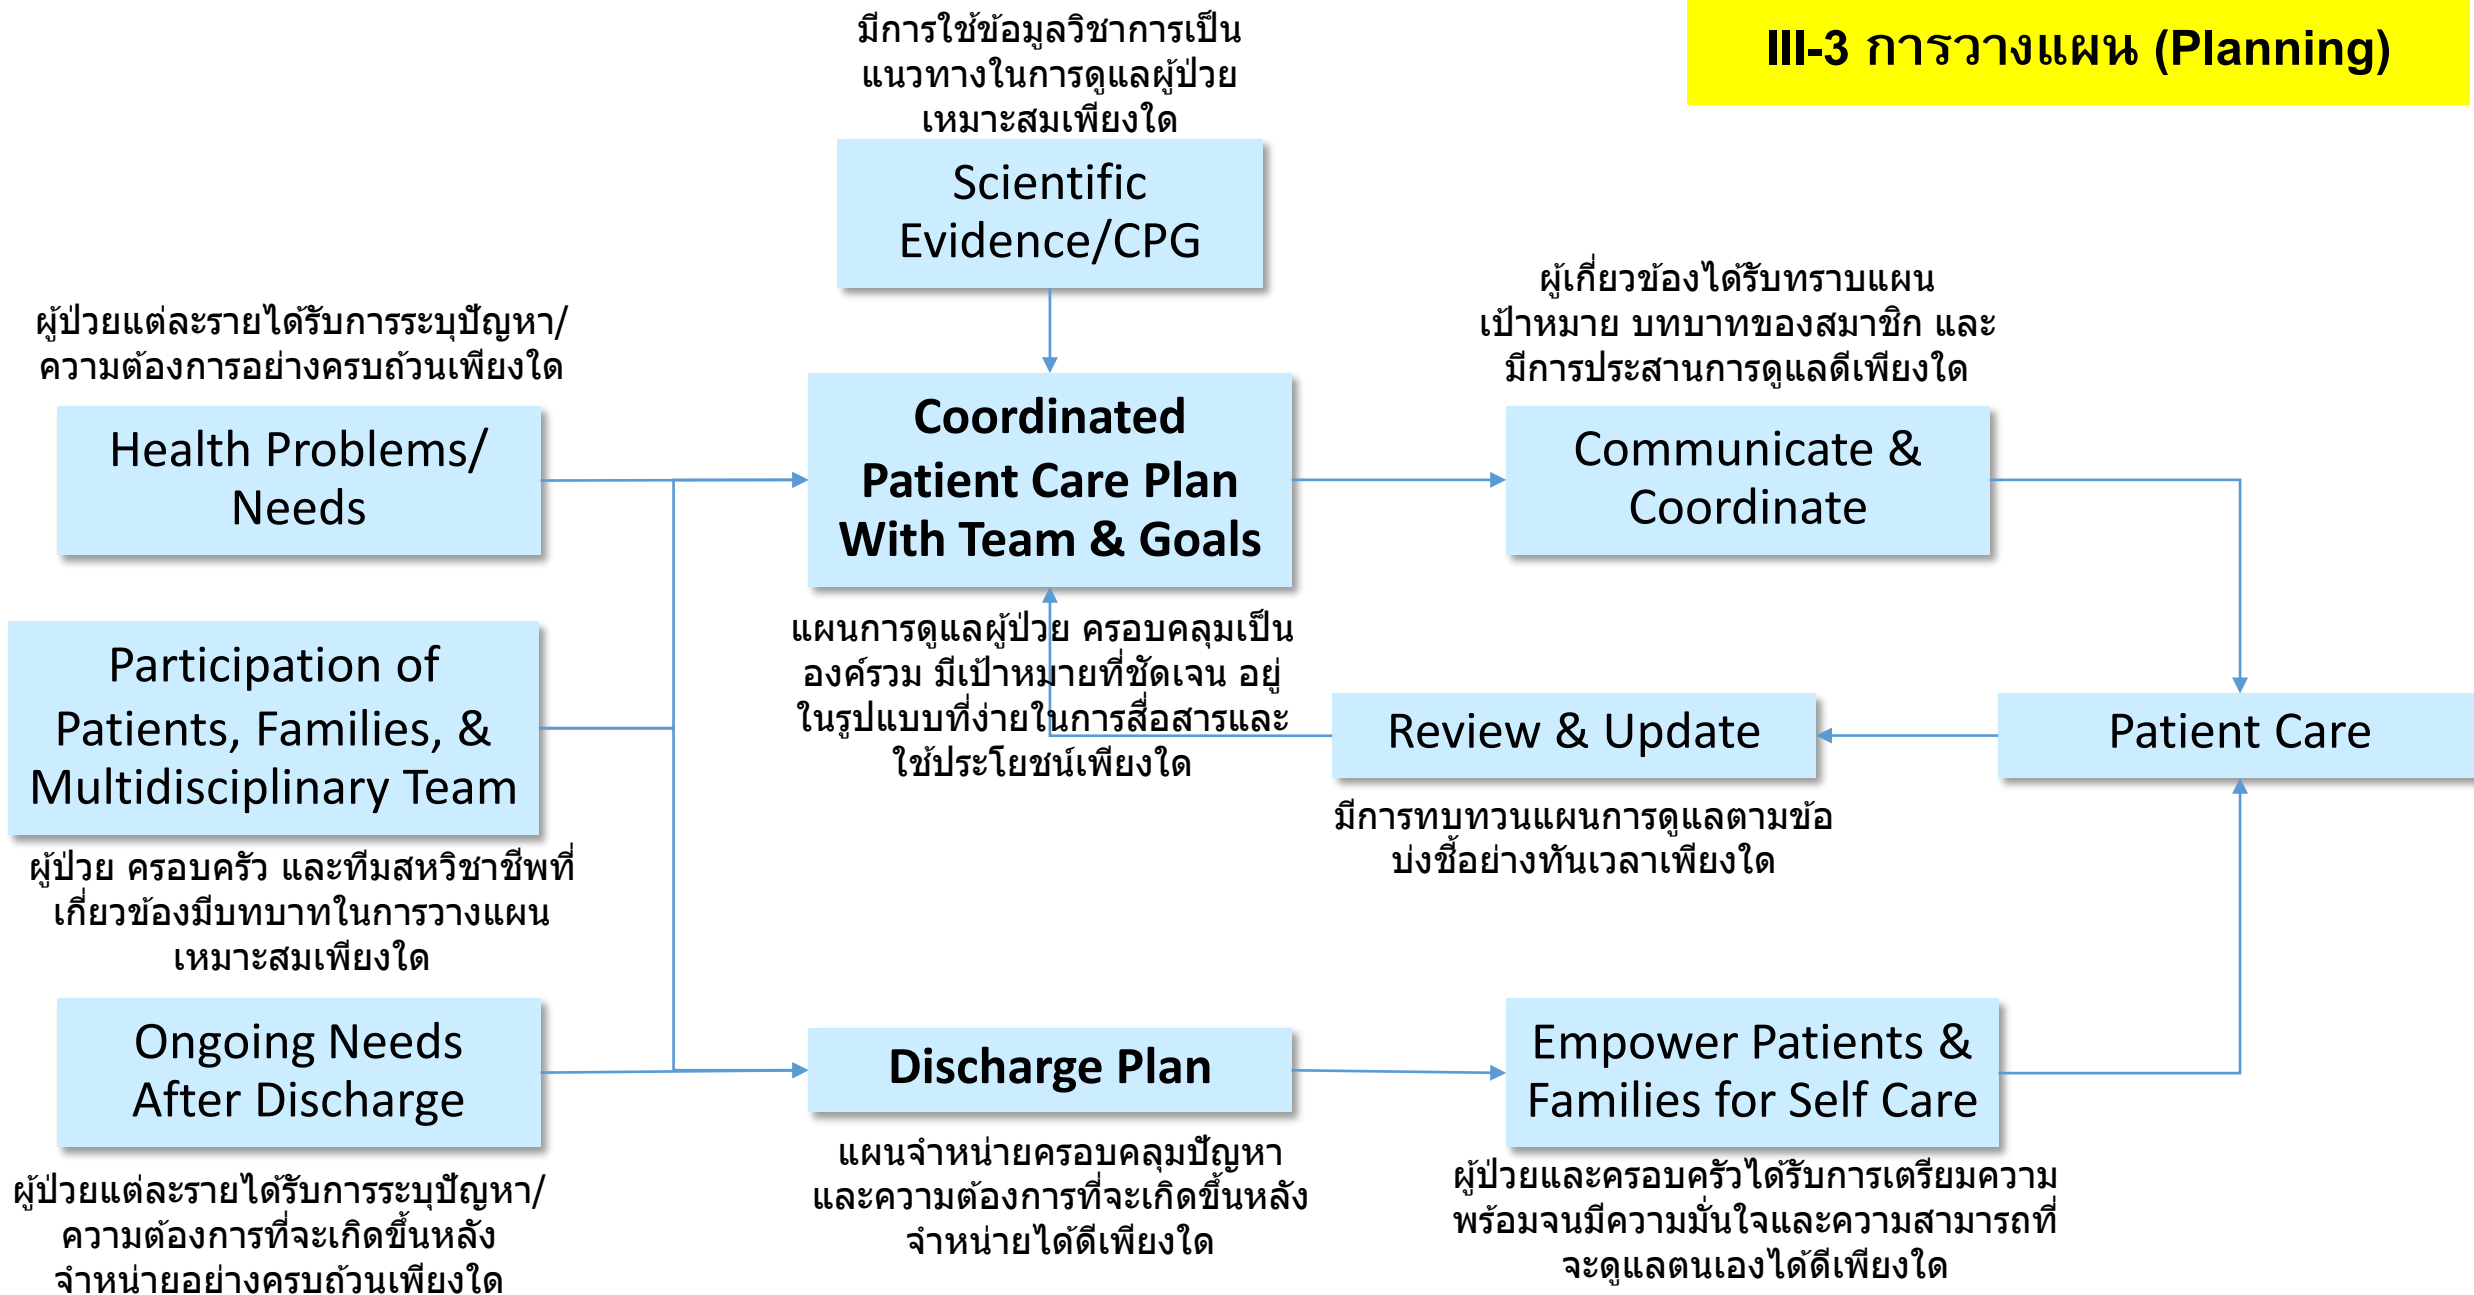 III-3 การวางแผน (Planning)
มีการใช้ข้อมูลวิชาการเป็น
แนวทางในการดูแลผู้ป่วย
เหมาะสมเพียงใด
Scientific
Evidence/CPG
ผู้ป่วยแต่ละรายได้รับการระบุปัญหา/
ความต้องการอย่างครบถ้วนเพียงใด
Health Problems/
Needs
Coordinated
Patient Care Plan
With Team & Goals
แผนการดูแลผู้ป่วย ครอบคลุมเป็น
องค์รวม มีเป้าหมายที่ชัดเจน อยู่
ในรูปแบบที่ง่ายในการสื่อสารและ
ใช้ประโยชน์เพียงใด
ผู้เกี่ยวข้องได้รับทราบแผน
เป้าหมาย บทบาทของสมาชิก และ
มีการประสานการดูแลดีเพียงใด
Communicate &
Coordinate
Participation of
Patients, Families, &
Multidisciplinary Team
ผู้ป่วย ครอบครัว และทีมสหวิชาชีพที่
เกี่ยวข้องมีบทบาทในการวางแผน
เหมาะสมเพียงใด
Review & Update
มีการทบทวนแผนการดูแลตามข้อ
บ่งชี้อย่างทันเวลาเพียงใด
Patient Care
Ongoing Needs
After Discharge
ผู้ป่วยแต่ละรายได้รับการระบุปัญหา/
ความต้องการที่จะเกิดขึ้นหลัง
จำหน่ายอย่างครบถ้วนเพียงใด
Discharge Plan
แผนจำหน่ายครอบคลุมปัญหา
และความต้องการที่จะเกิดขึ้นหลัง
จำหน่ายได้ดีเพียงใด
Empower Patients &
Families for Self Care
ผู้ป่วยและครอบครัวได้รับการเตรียมความ
พร้อมจนมีความมั่นใจและความสามารถที่
จะดูแลตนเองได้ดีเพียงใด